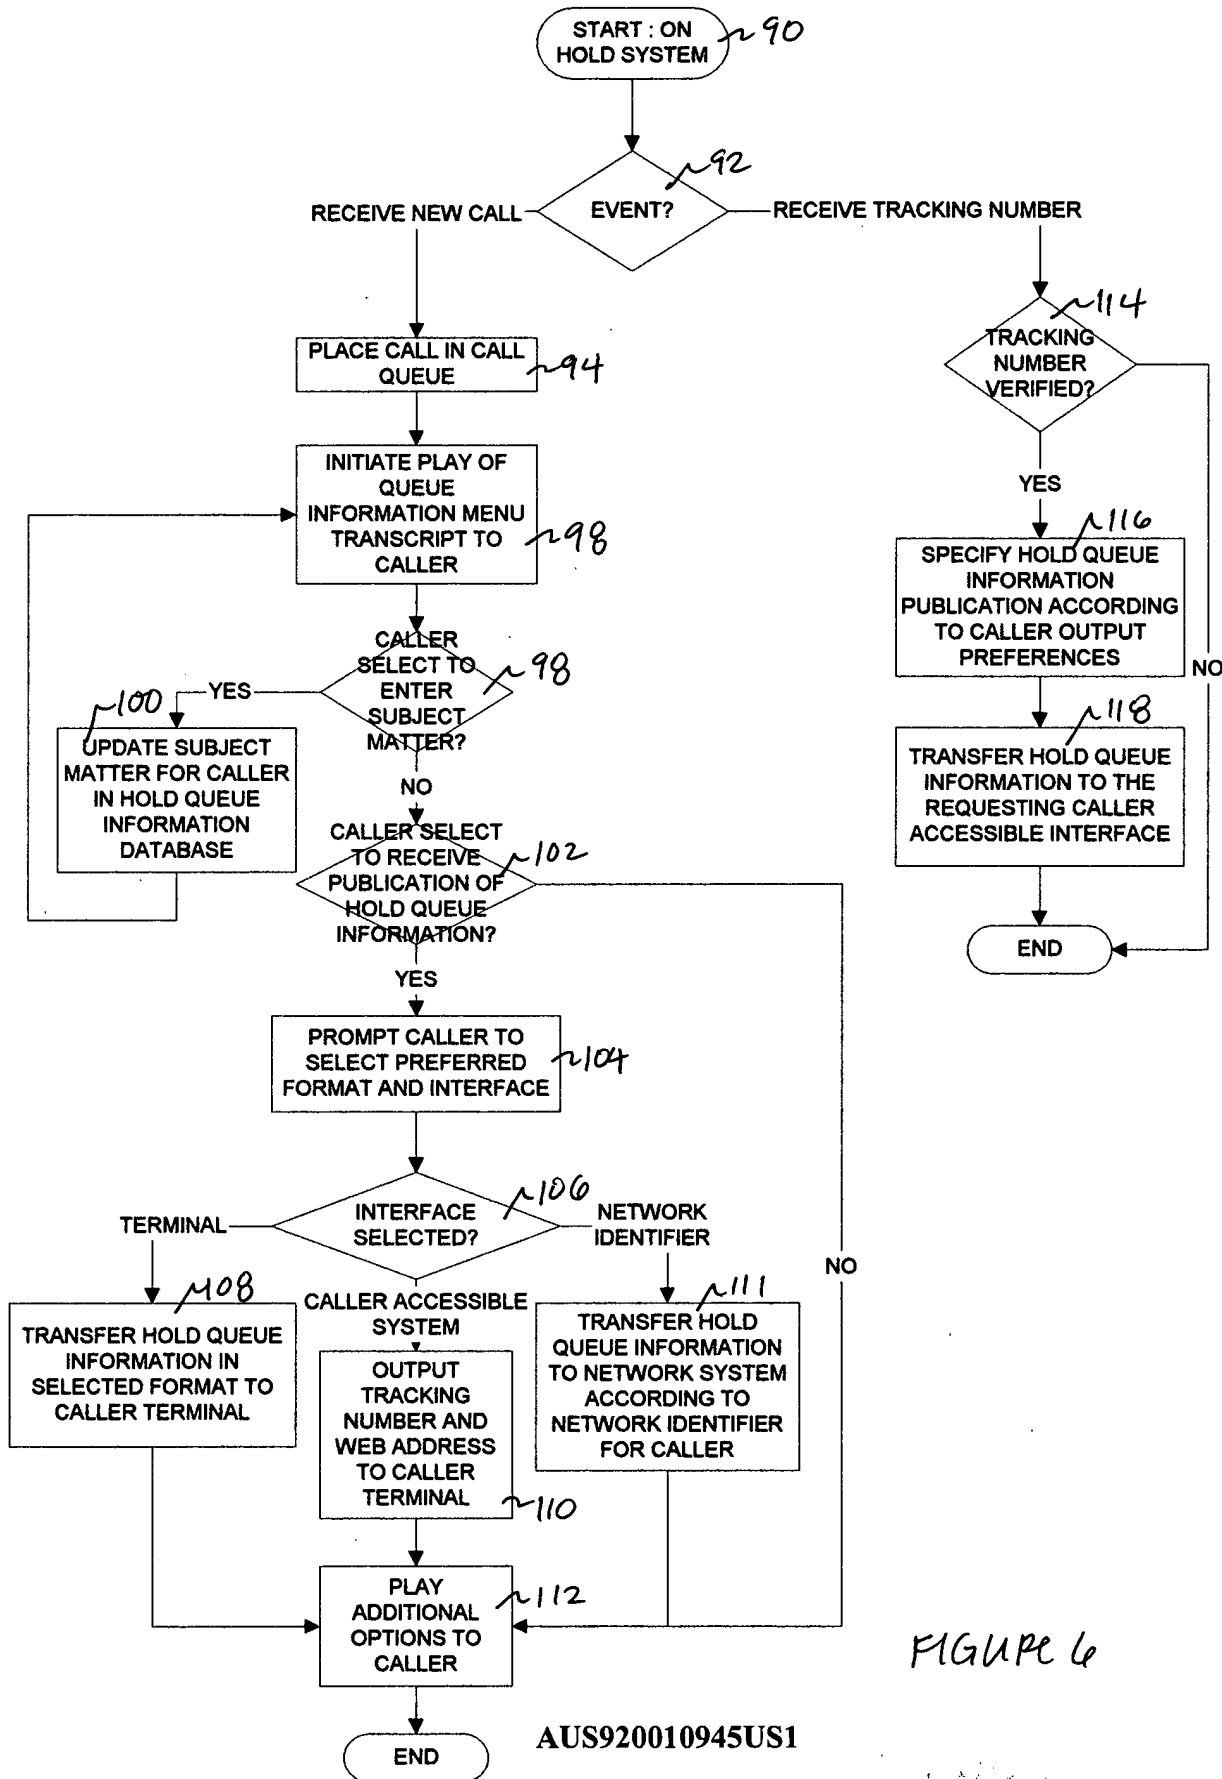 START : ON
HOLD SYSTEM
90
EVENT?
92
RECEIVE NEW CALL
RECEIVE TRACKING NUMBER
PLACE CALL IN CALL
QUEUE
94
INITIATE PLAY OF
QUEUE
INFORMATION MENU
TRANSCRIPT TO
CALLER
98
CALLER
SELECT TO
ENTER
SUBJECT
MATTER?
98
YES
100
UPDATE SUBJECT
MATTER FOR CALLER
IN HOLD QUEUE
INFORMATION
DATABASE
NO
CALLER SELECT
TO RECEIVE
PUBLICATION OF
HOLD QUEUE
INFORMATION?
102
YES
PROMPT CALLER TO
SELECT PREFERRED
FORMAT AND INTERFACE
104
INTERFACE
SELECTED?
106
TERMINAL
NETWORK
IDENTIFIER
CALLER ACCESSIBLE
SYSTEM
NO
108
TRANSFER HOLD QUEUE
INFORMATION IN
SELECTED FORMAT TO
CALLER TERMINAL
OUTPUT
TRACKING
NUMBER AND
WEB ADDRESS
TO CALLER
TERMINAL
110
111
TRANSFER HOLD
QUEUE INFORMATION
TO NETWORK SYSTEM
ACCORDING TO
NETWORK IDENTIFIER
FOR CALLER
PLAY
ADDITIONAL
OPTIONS TO
CALLER
112
END
114
TRACKING
NUMBER
VERIFIED?
YES
NO
116
SPECIFY HOLD QUEUE
INFORMATION
PUBLICATION ACCORDING
TO CALLER OUTPUT
PREFERENCES
118
TRANSFER HOLD QUEUE
INFORMATION TO THE
REQUESTING CALLER
ACCESSIBLE INTERFACE
END
FIGURE 6
AUS920010945US1